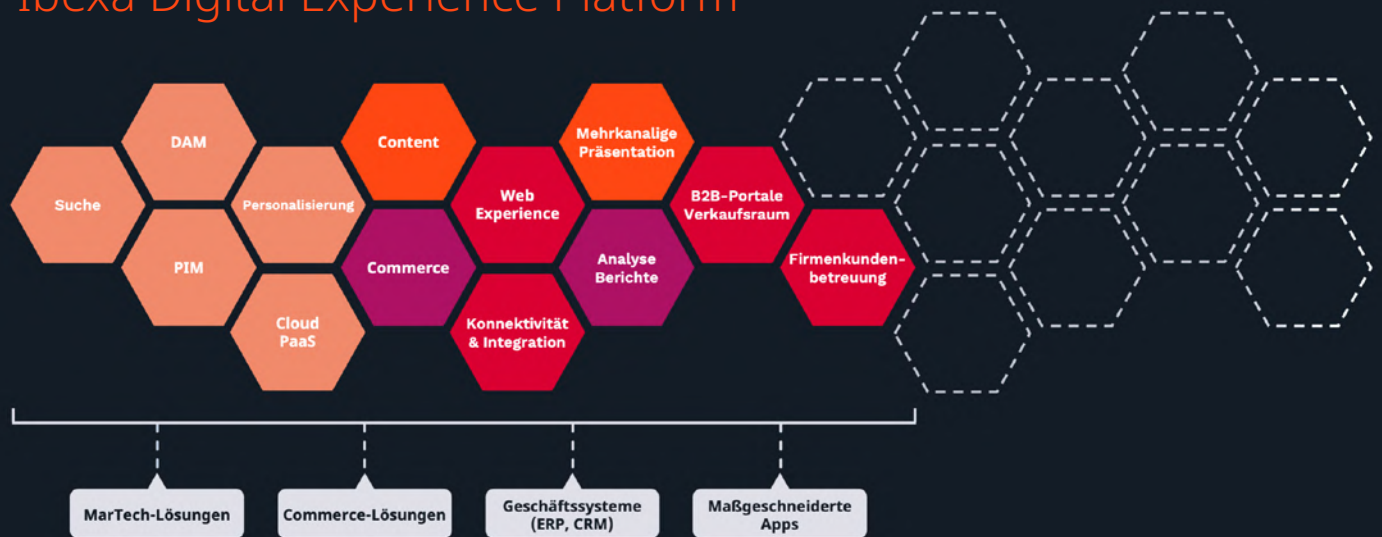 Ibexa Digital Experience Platform
DAM
Content
Mehrkanalige
Präsentation
Suche
Personalisierung
Web
Experience
B2B-Portale
Verkaufsraum
PIM
Commerce
Analyse
Berichte
Firmenkunden-
betreuung
Cloud
PaaS
Konnektivität
& Integration
MarTech-Lösungen
Commerce-Lösungen
Geschäftssysteme
(ERP, CRM)
Maßgeschneiderte
Apps